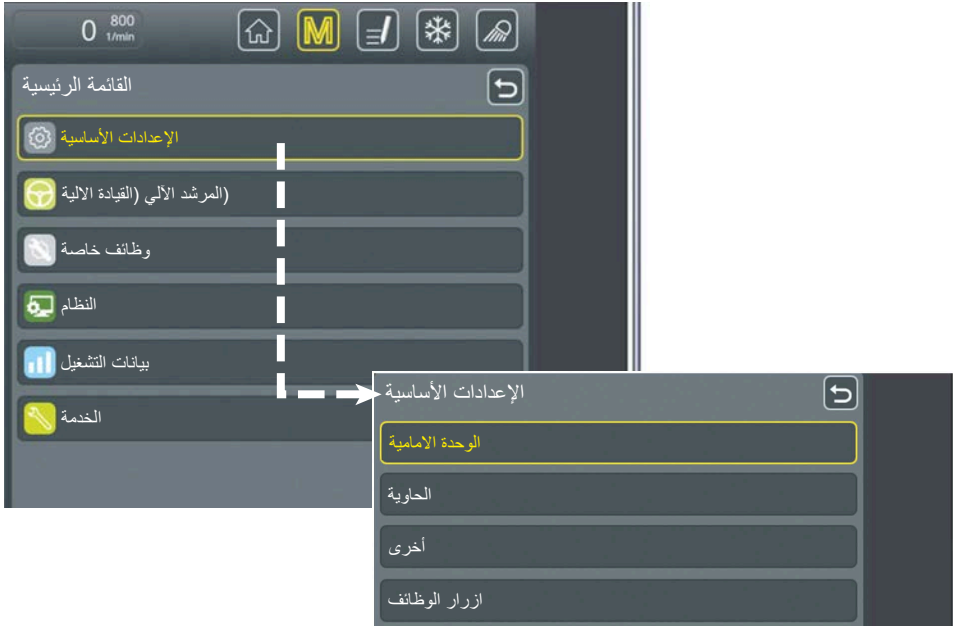 0 800
1/min
M
القائمة الرئيسية
الإعدادات الأساسية
المرشد الآلي (القيادة الالية)
وظائف خاصة
النظام
بيانات التشغيل
الخدمة
الإعدادات الأساسية
الوحدة الامامية
الحاوية
أخرى
ازرار الوظائف